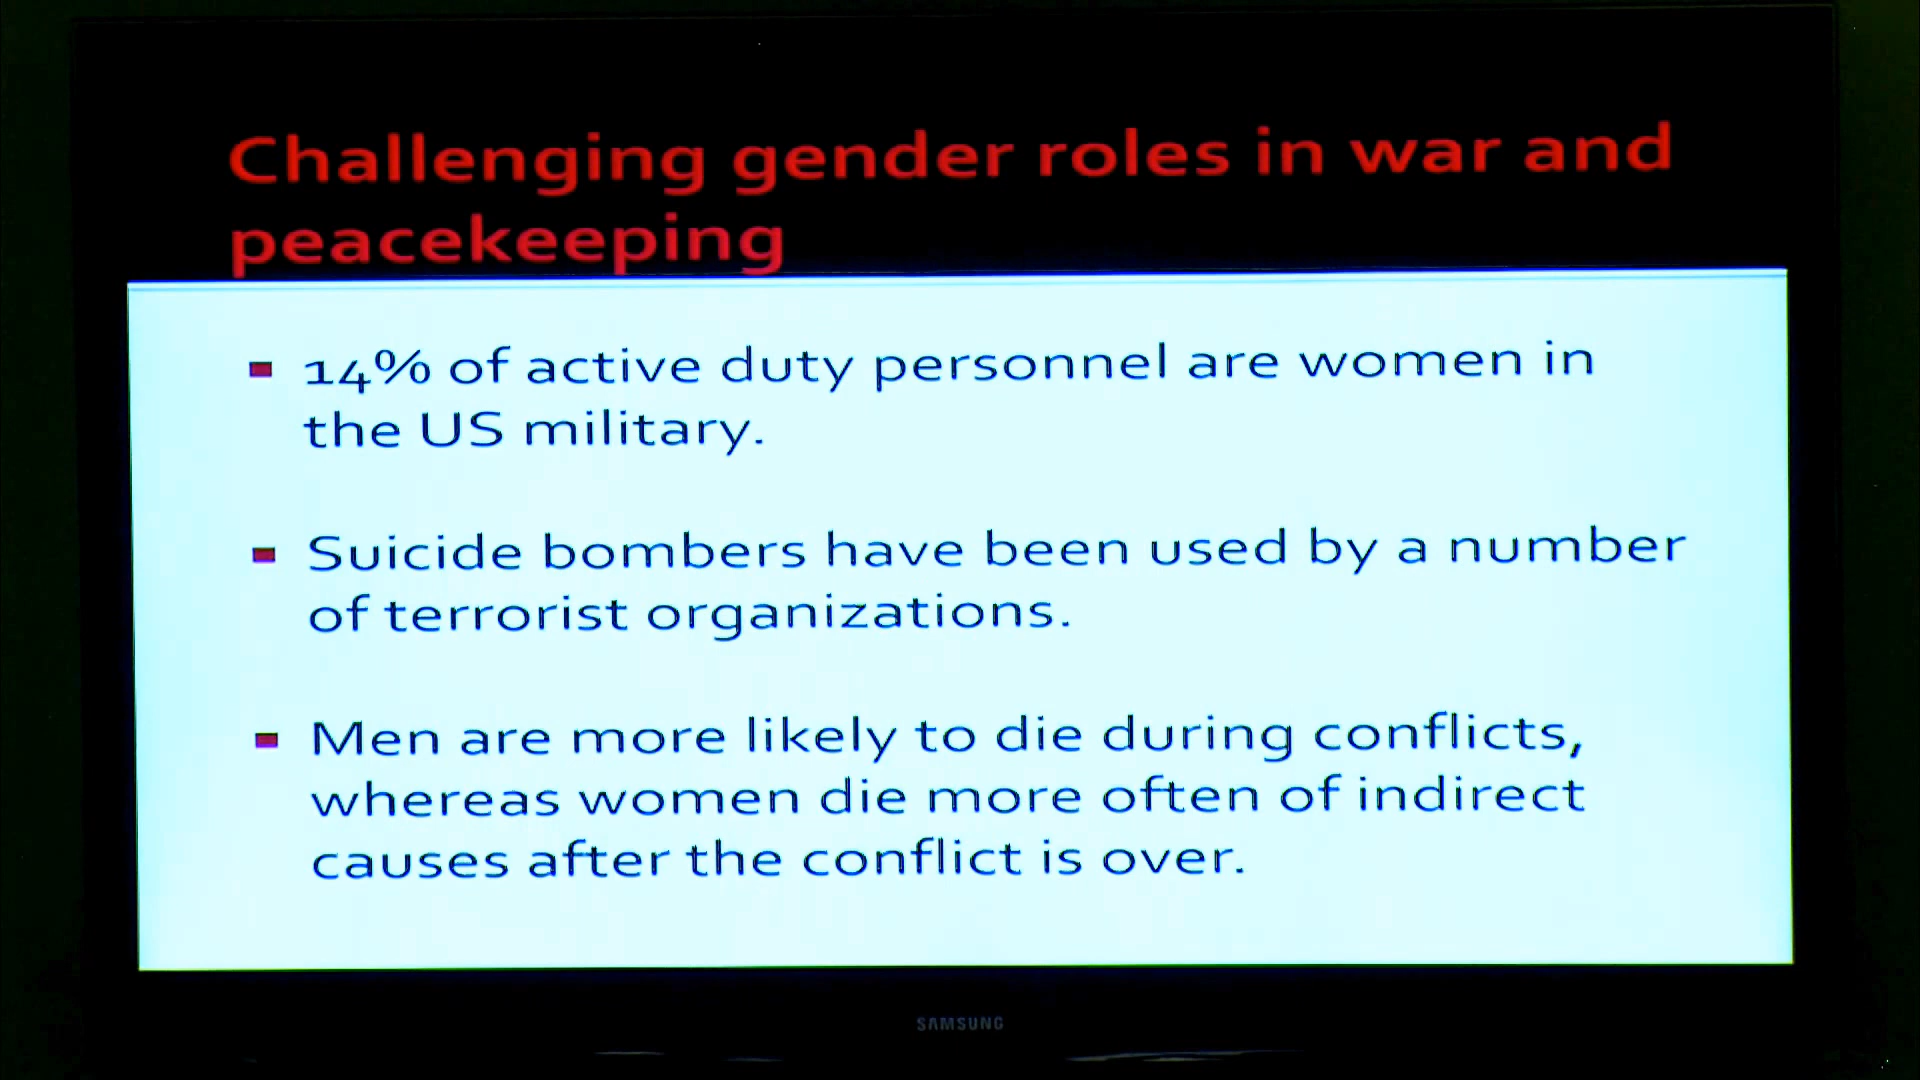 Challenging gender roles in war and
peacekeeping
14% of active duty personnel are women in
the US military.
Suicide bombers have been used by a number
of terrorist organizations.
Men are more likely to die during conflicts,
whereas women die more often of indirect
causes after the conflict is over.
SAMSUNG